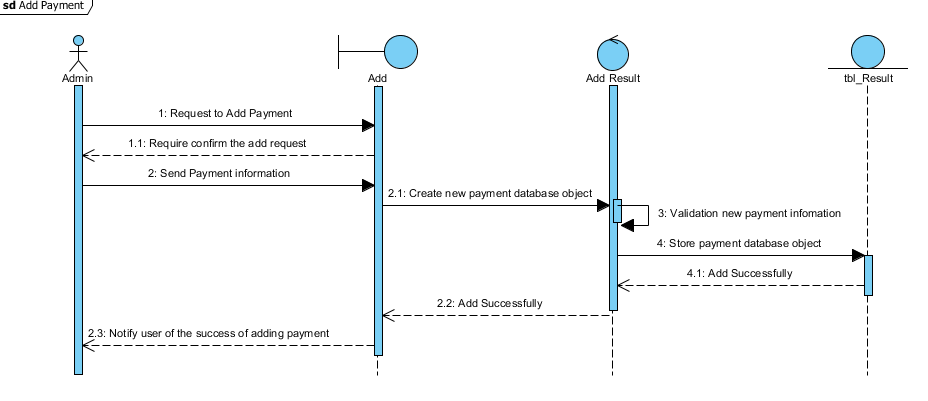 sd Add Payment
Admin
Add
Add Result
tbl_Result
1: Request to Add Payment
1.1: Require confirm the add request
2: Send Payment information
2.1: Create new payment database object
3: Validation new payment infomation
4: Store payment database object
4.1: Add Successfully
2.2: Add Successfully
2.3: Notify user of the success of adding payment